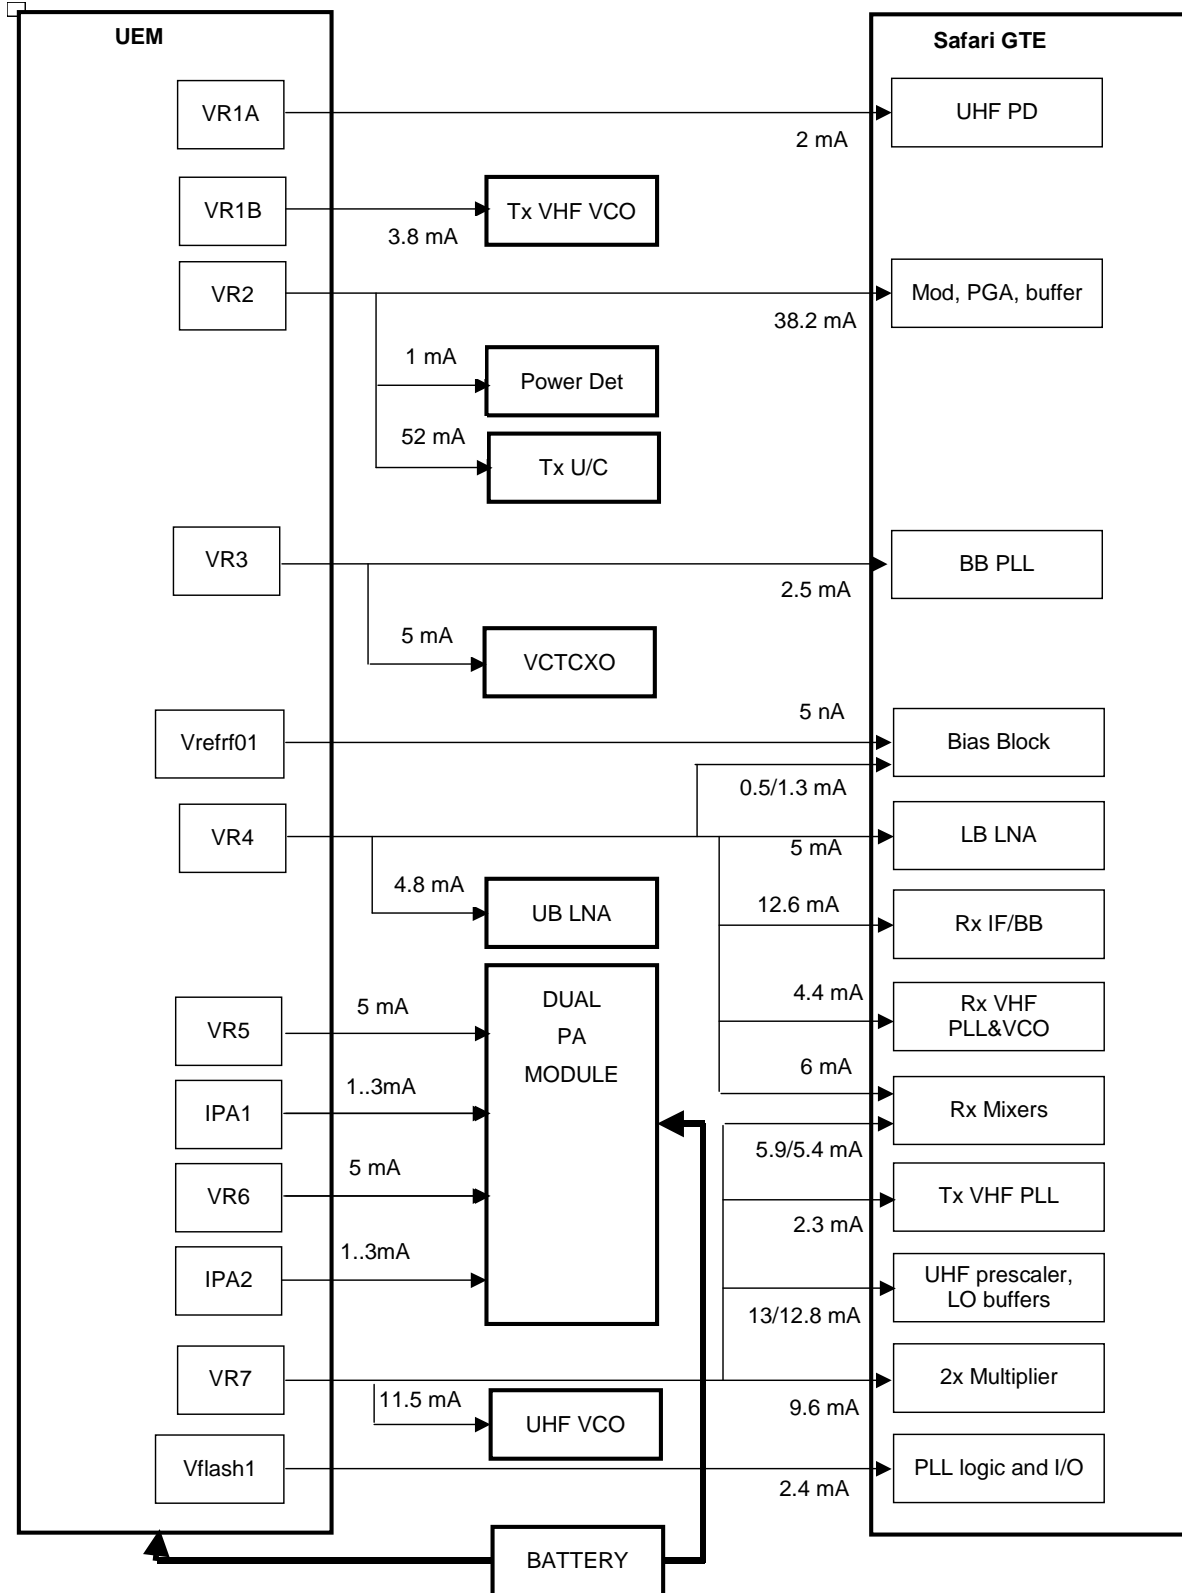 UEM
Safari GTE
VR1A
UHF PD
2 mA
VR1B
Tx VHF VCO
3.8 mA
VR2
Mod, PGA, buffer
38.2 mA
1 mA
Power Det
52 mA
Tx U/C
VR3
BB PLL
2.5 mA
5 mA
VCTCXO
5 nA
Vrefrf01
Bias Block
0.5/1.3 mA
VR4
LB LNA
5 mA
4.8 mA
UB LNA
12.6 mA
Rx IF/BB
DUAL
PA
MODULE
4.4 mA
Rx VHF
PLL&VCO
5 mA
VR5
6 mA
1..3mA
IPA1
Rx Mixers
5.9/5.4 mA
5 mA
VR6
Tx VHF PLL
2.3 mA
1..3mA
IPA2
UHF prescaler,
LO buffers
13/12.8 mA
VR7
2x Multiplier
11.5 mA
9.6 mA
UHF VCO
Vflash1
PLL logic and I/O
2.4 mA
BATTERY